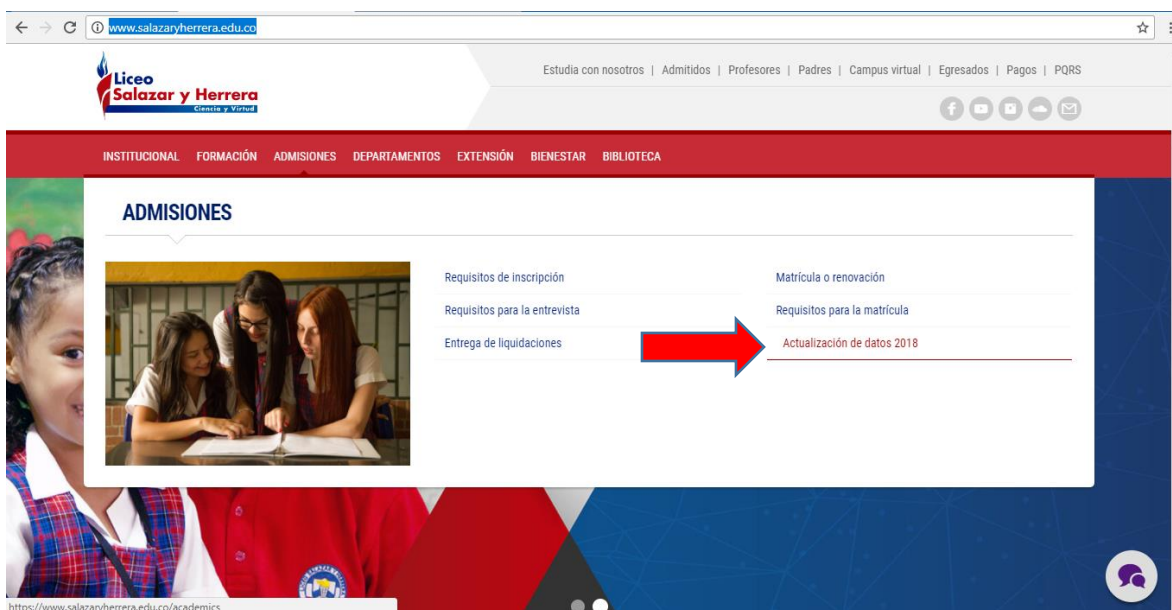 www.salazaryherrera.edu.co
Liceo
Salazar y Herrera
Ciencia y Virtud
Estudia con nosotros | Admitidos | Profesores | Padres | Campus virtual | Egresados | Pagos | PQRS
INSTITUCIONAL FORMACIÓN ADMISIONES DEPARTAMENTOS EXTENSIÓN BIENESTAR BIBLIOTECA
ADMISIONES
Requisitos de inscripción Matrícula o renovación
Requisitos para la entrevista Requisitos para la matrícula
Entrega de liquidaciones Actualización de datos 2018
https://www.salazaryherrera.edu.co/academics